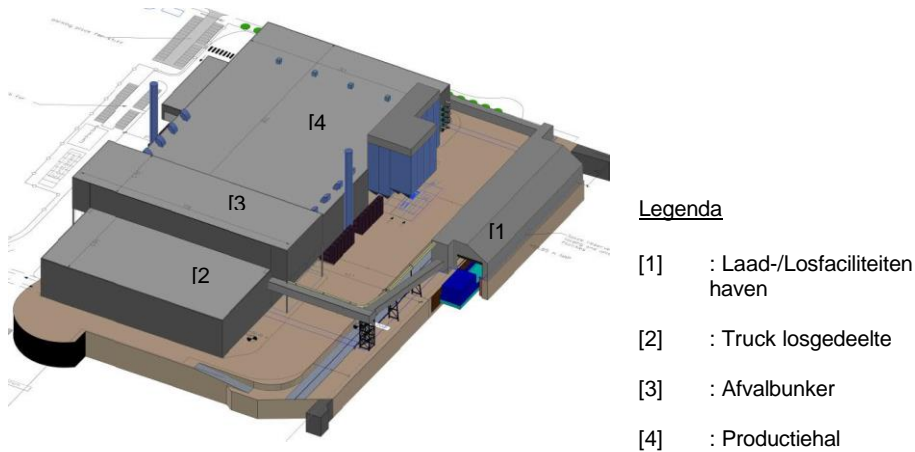 [4
[3
[2
[1
Legenda
[1] : Laad-/Losfaciliteiten
haven
[2] : Truck losgedeelte
[3] : Afvalbunker
[4] : Productiehal